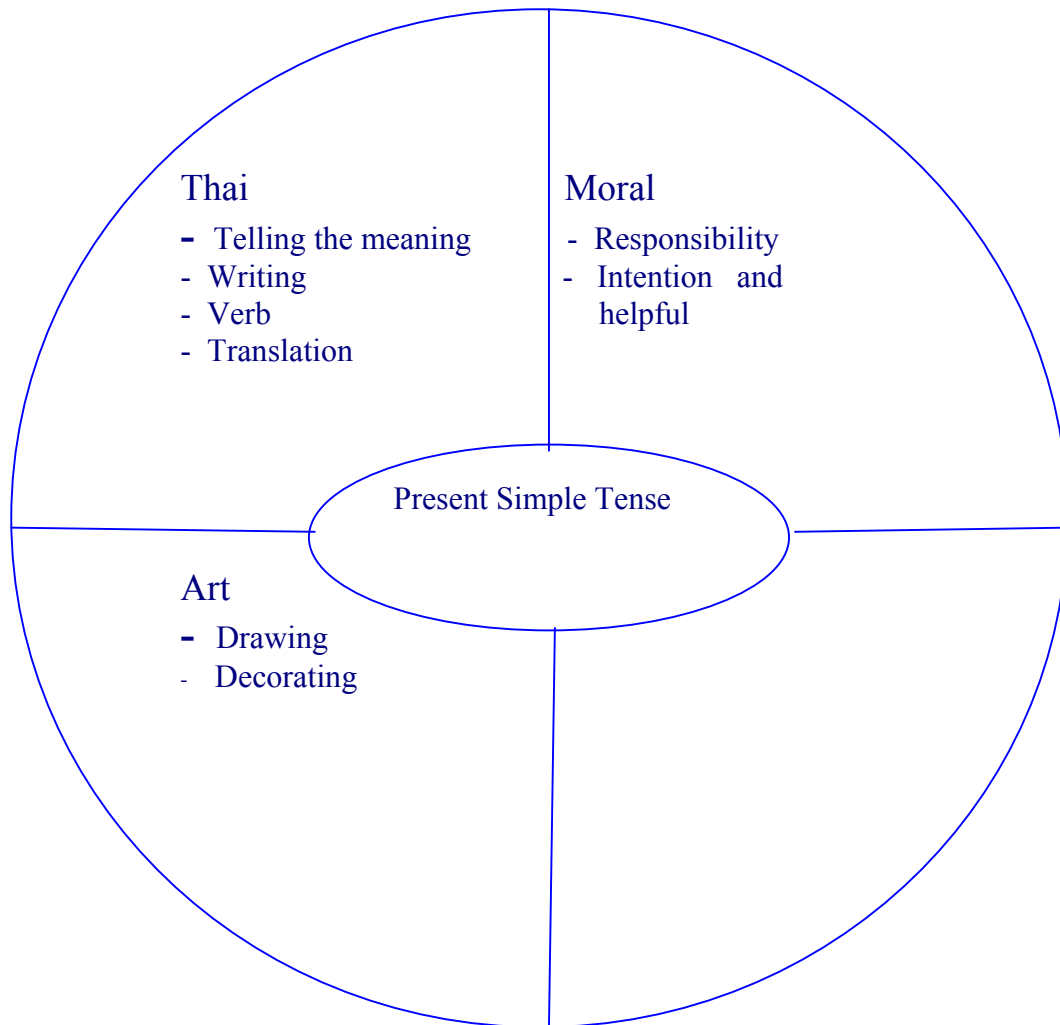 Thai
- Telling the meaning
- Writing
- Verb
- Translation
Moral
- Responsibility
- Intention and
helpful
Present Simple Tense
Art
- Drawing
- Decorating